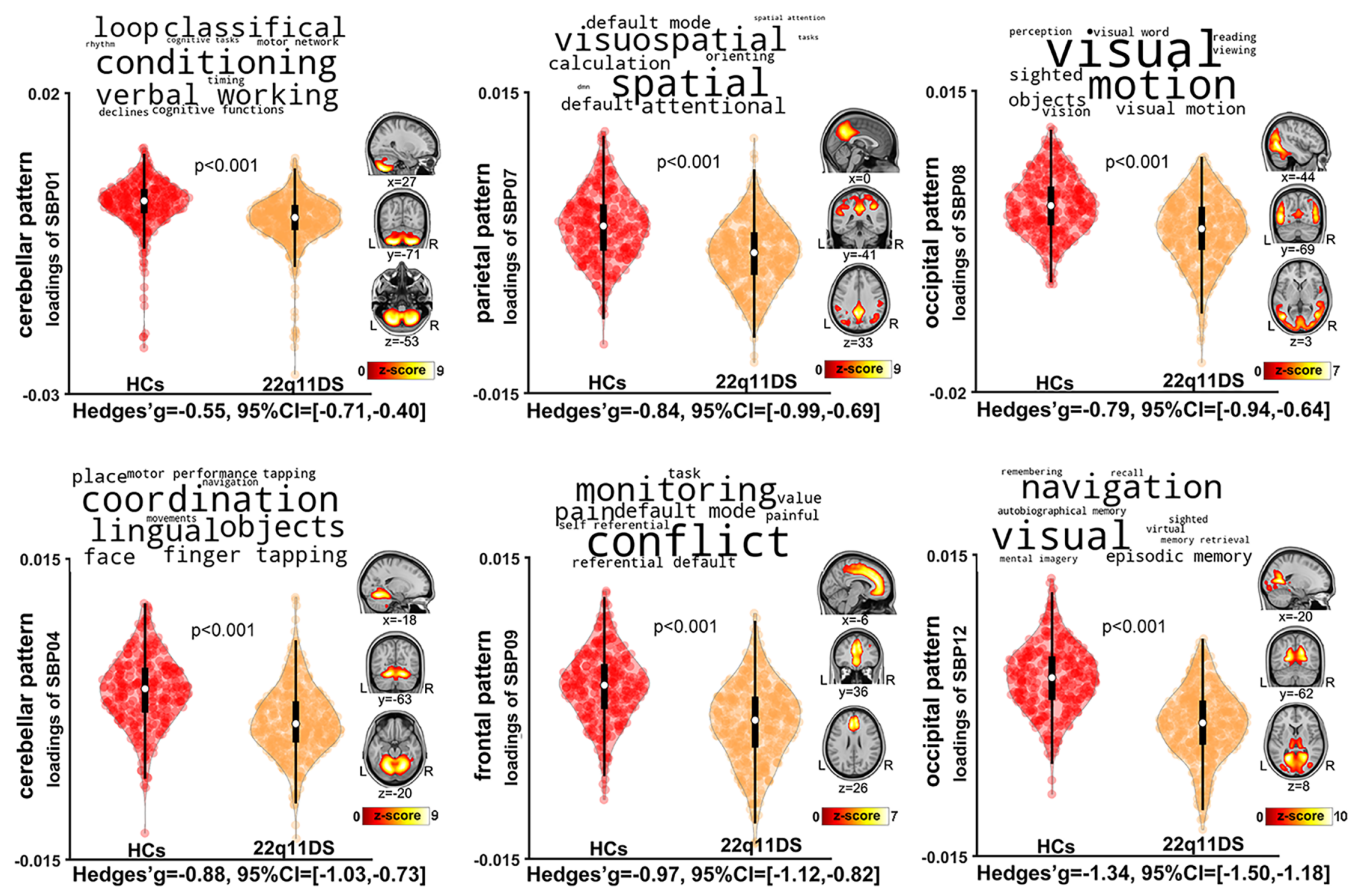 loop classifical
rhythm cognitive tasks motor network
conditioning
timing
verbal working
declines cognitive functions
0.02
cerebellar pattern
loadings of SBP01
p<0.001
x=27
L R
y=-71
L R
z=-53
0 z-score 9
-0.03
HCs 22q11DS
Hedges'g=-0.55, 95%CI=[-0.71,-0.40]
default mode spatial attention
visuospatial tasks
calculation orienting
spatial
dmn
default attentional
0.015
parietal pattern
loadings of SBP07
p<0.001
x=0
L R
y=-41
L R
z=33
0 z-score 9
-0.015
HCs 22q11DS
Hedges'g=-0.84, 95%CI=[-0.99,-0.69]
perception visual word
visual reading
viewing
sighted motion
objects visual motion
vision
0.015
occipital pattern
loadings of SBP08
p<0.001
x=-44
L R
y=-69
L R
z=3
0 z-score 7
-0.02
HCs 22q11DS
Hedges'g=-0.79, 95%CI=[-0.94,-0.64]
place motor performance tapping
navigation
coordination
movements
lingual objects
face finger tapping
0.015
cerebellar pattern
loadings of SBP04
p<0.001
x=-18
L R
y=-63
L R
z=-20
0 z-score 9
-0.015
HCs 22q11DS
Hedges'g=-0.88, 95%CI=[-1.03,-0.73]
task
monitoring value
pain default mode painful
self referential
conflict
referential default
0.015
frontal pattern
loadings of SBP09
p<0.001
x=-6
L R
y=36
L R
z=26
0 z-score 7
-0.015
HCs 22q11DS
Hedges'g=-0.97, 95%CI=[-1.12,-0.82]
remembering recall
navigation
autobiographical memory
sighted
visual virtual
memory retrieval
mental imagery episodic memory
0.015
occipital pattern
loadings of SBP12
p<0.001
x=-20
L R
y=-62
L R
z=8
0 z-score 10
-0.015
HCs 22q11DS
Hedges'g=-1.34, 95%CI=[-1.50,-1.18]